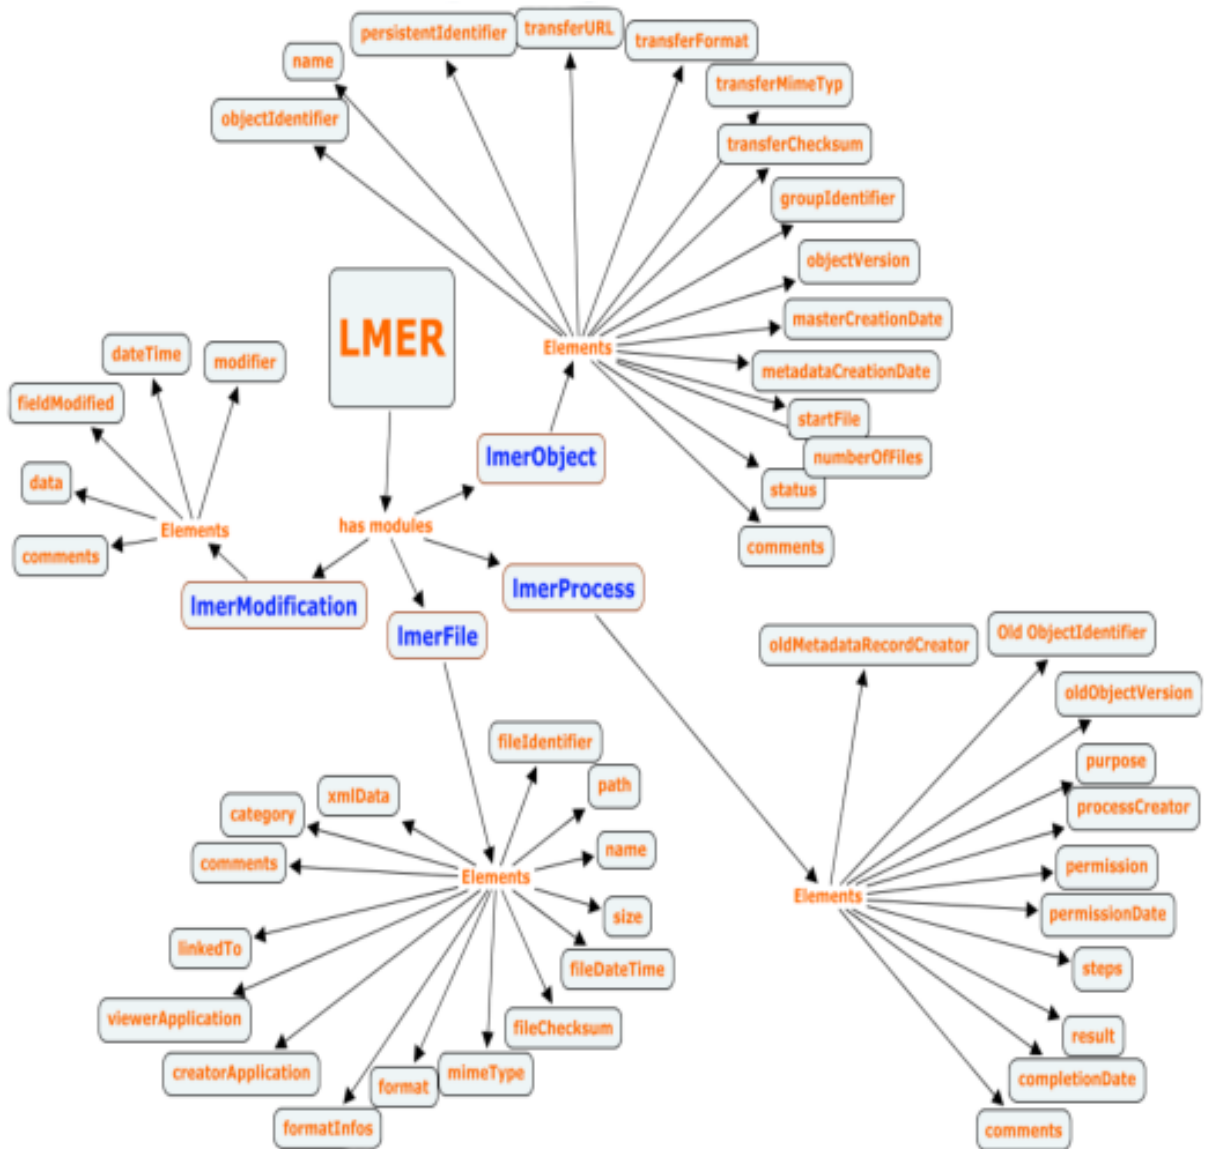 persistentIdentifier
transferURL
transferFormat
name
transferMimeTyp
objectIdentifier
transferChecksum
groupIdentifier
objectVersion
masterCreationDate
LMER
Elements
metadataCreationDate
dateTime
modifier
fieldModified
startFile
numberOfFiles
lmerObject
status
data
has modules
Elements
comments
comments
lmerProcess
lmerModification
lmerFile
oldMetadataRecordCreator
Old ObjectIdentifier
oldObjectVersion
fileIdentifier
purpose
path
xmlData
processCreator
category
name
comments
permission
Elements
Elements
size
permissionDate
linkedTo
fileDateTime
steps
viewerApplication
fileChecksum
result
creatorApplication
mimeType
format
completionDate
formatInfos
comments